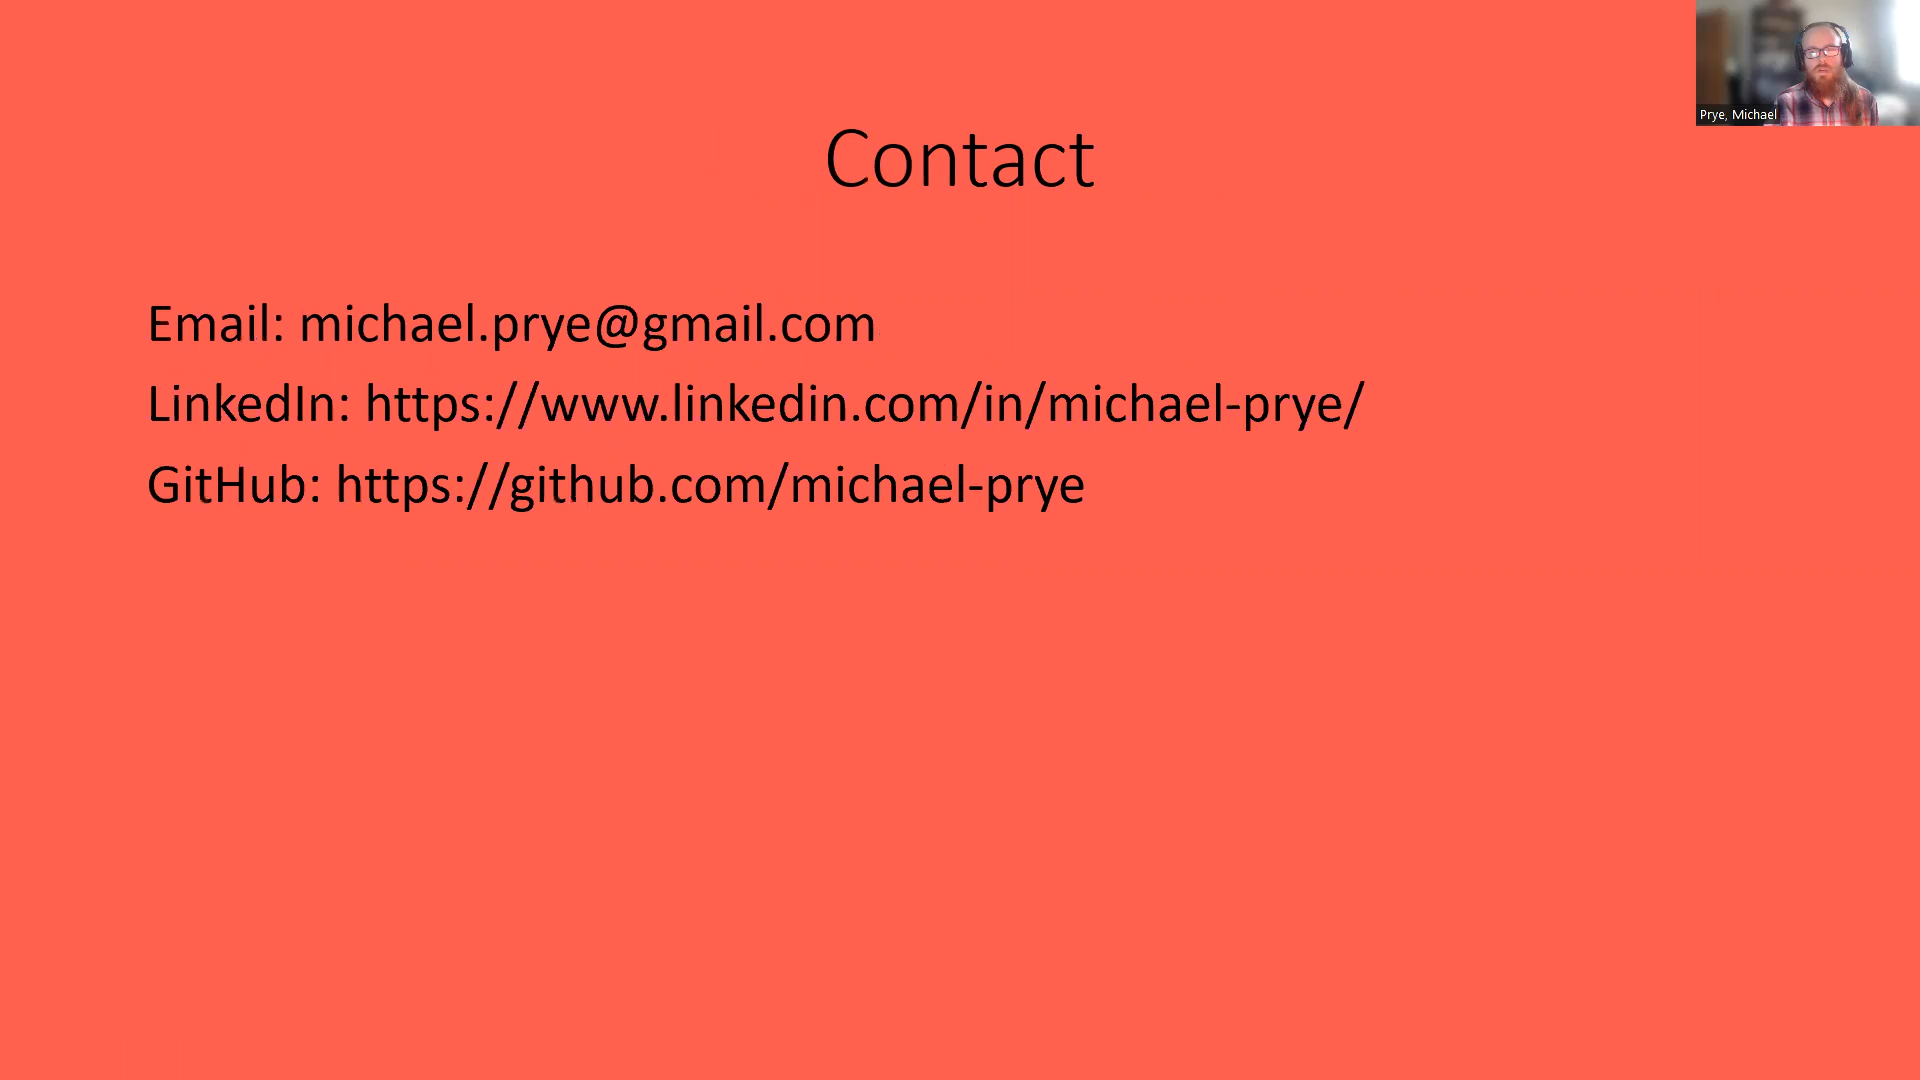 Prye, Michael
Contact
Email: michael.prye@gmail.com
LinkedIn: https://www.linkedin.com/in/michael-prye/
GitHub: https://github.com/michael-prye